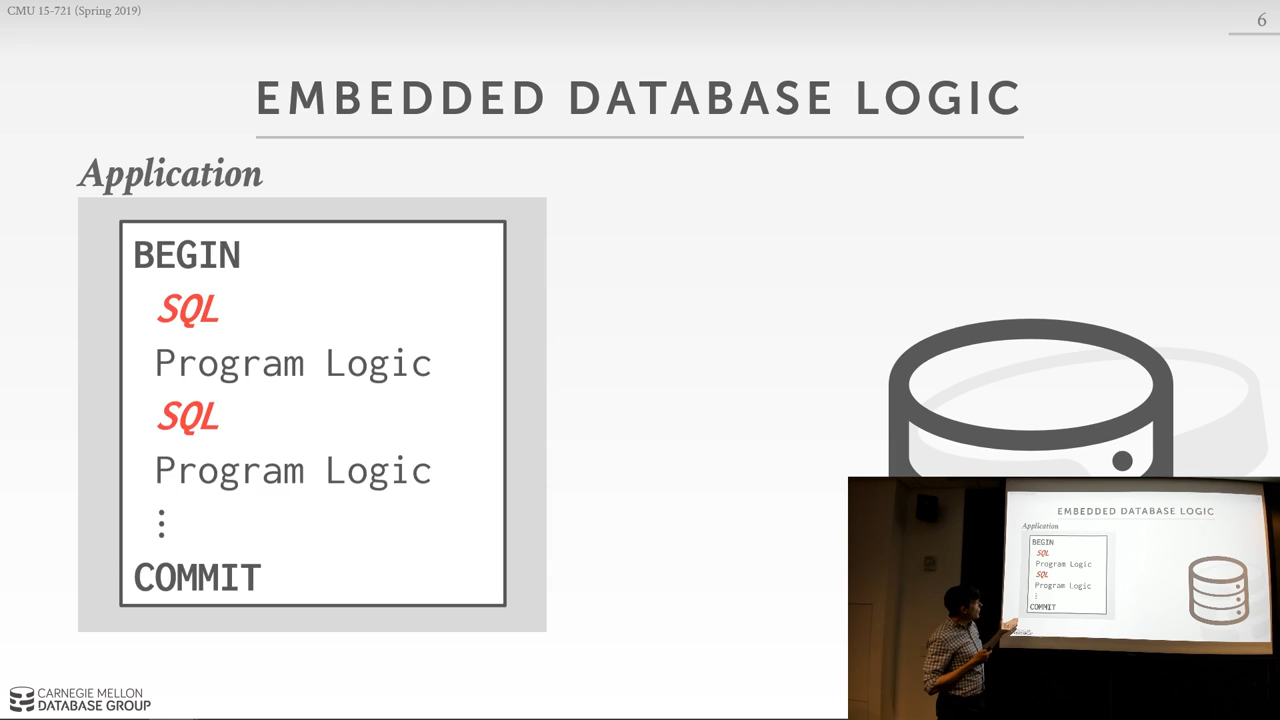 CMU 15-721 (Spring 2019)
6
EMBEDDED DATABASE LOGIC
Application
BEGIN
SQL
Program Logic
SQL
Program Logic
⋮
COMMIT
CARNEGIE MELLON
DATABASE GROUP
EMBEDDED DATABASE LOGIC
Application
BEGIN
SQL
Program Logic
SQL
Program Logic
⋮
COMMIT